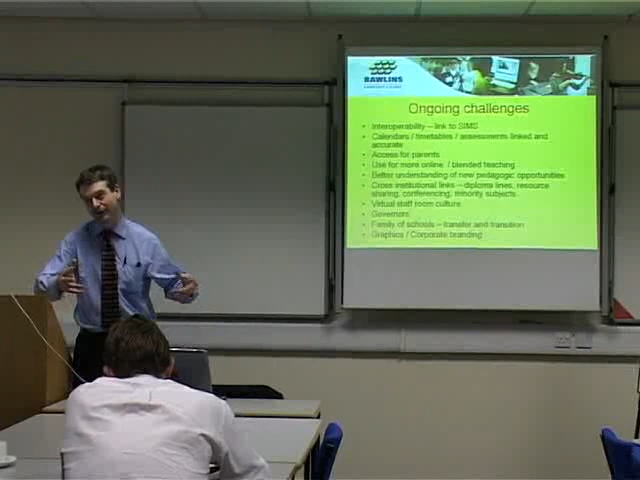 RAWLINS
Ongoing challenges
• Interoperability – link to SIMS
• Calendars / timetables / assessments linked and
accurate
• Access for parents
• Use for more online / blended teaching
• Better understanding of new pedagogic opportunities
• Cross institutional links – diploma lines, resource
sharing, conferencing, minority subjects.
• Virtual staff room culture
• Governors
• Family of schools – transfer and transition
• Graphics / Corporate branding